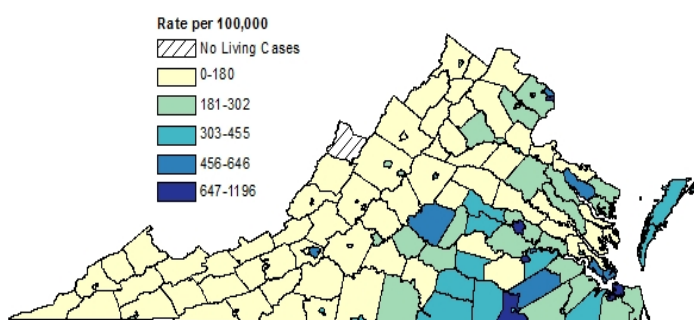 Rate per 100,000
No Living Cases
0-180
181-302
303-455
456-646
647-1196